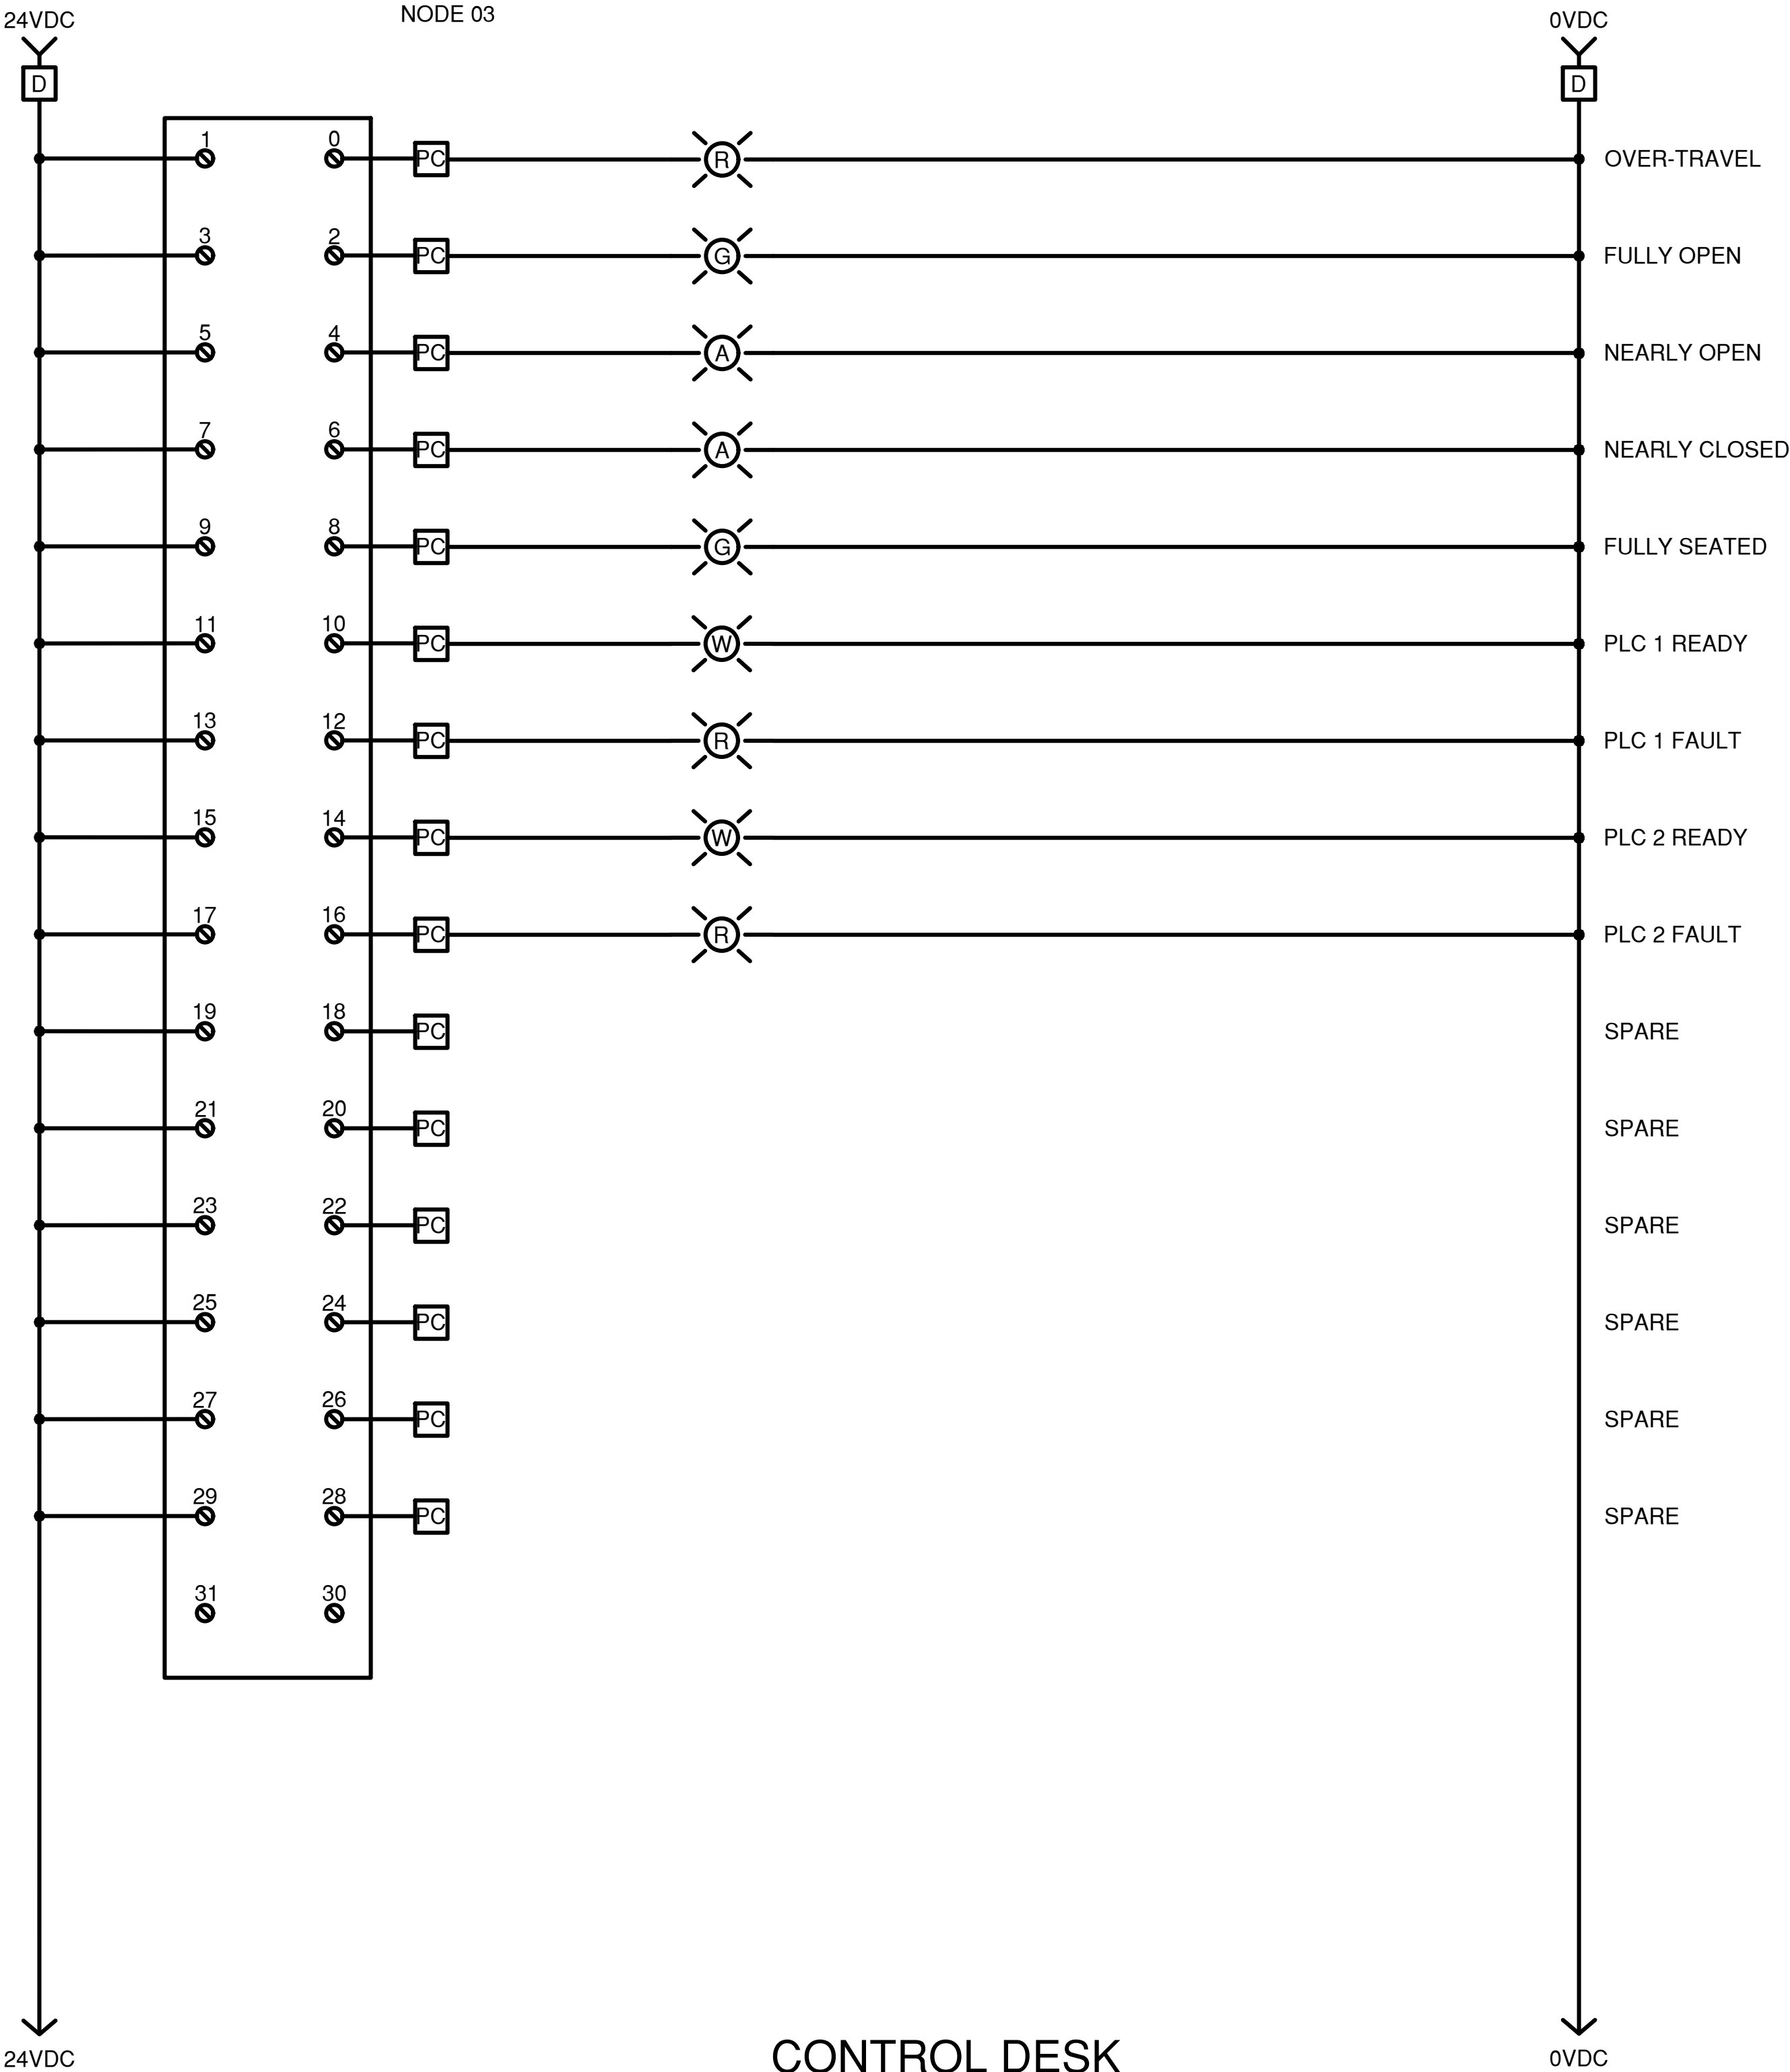 24VDC NODE 03 0VDC
D D
1 0 PC R OVER-TRAVEL
3 2 PC G FULLY OPEN
5 4 PC A NEARLY OPEN
7 6 PC A NEARLY CLOSED
9 8 PC G FULLY SEATED
11 10 PC W PLC 1 READY
13 12 PC R PLC 1 FAULT
15 14 PC W PLC 2 READY
17 16 PC R PLC 2 FAULT
19 18 PC SPARE
21 20 PC SPARE
23 22 PC SPARE
25 24 PC SPARE
27 26 PC SPARE
29 28 PC SPARE
31 30
24VDC CONTROL DESK 0VDC